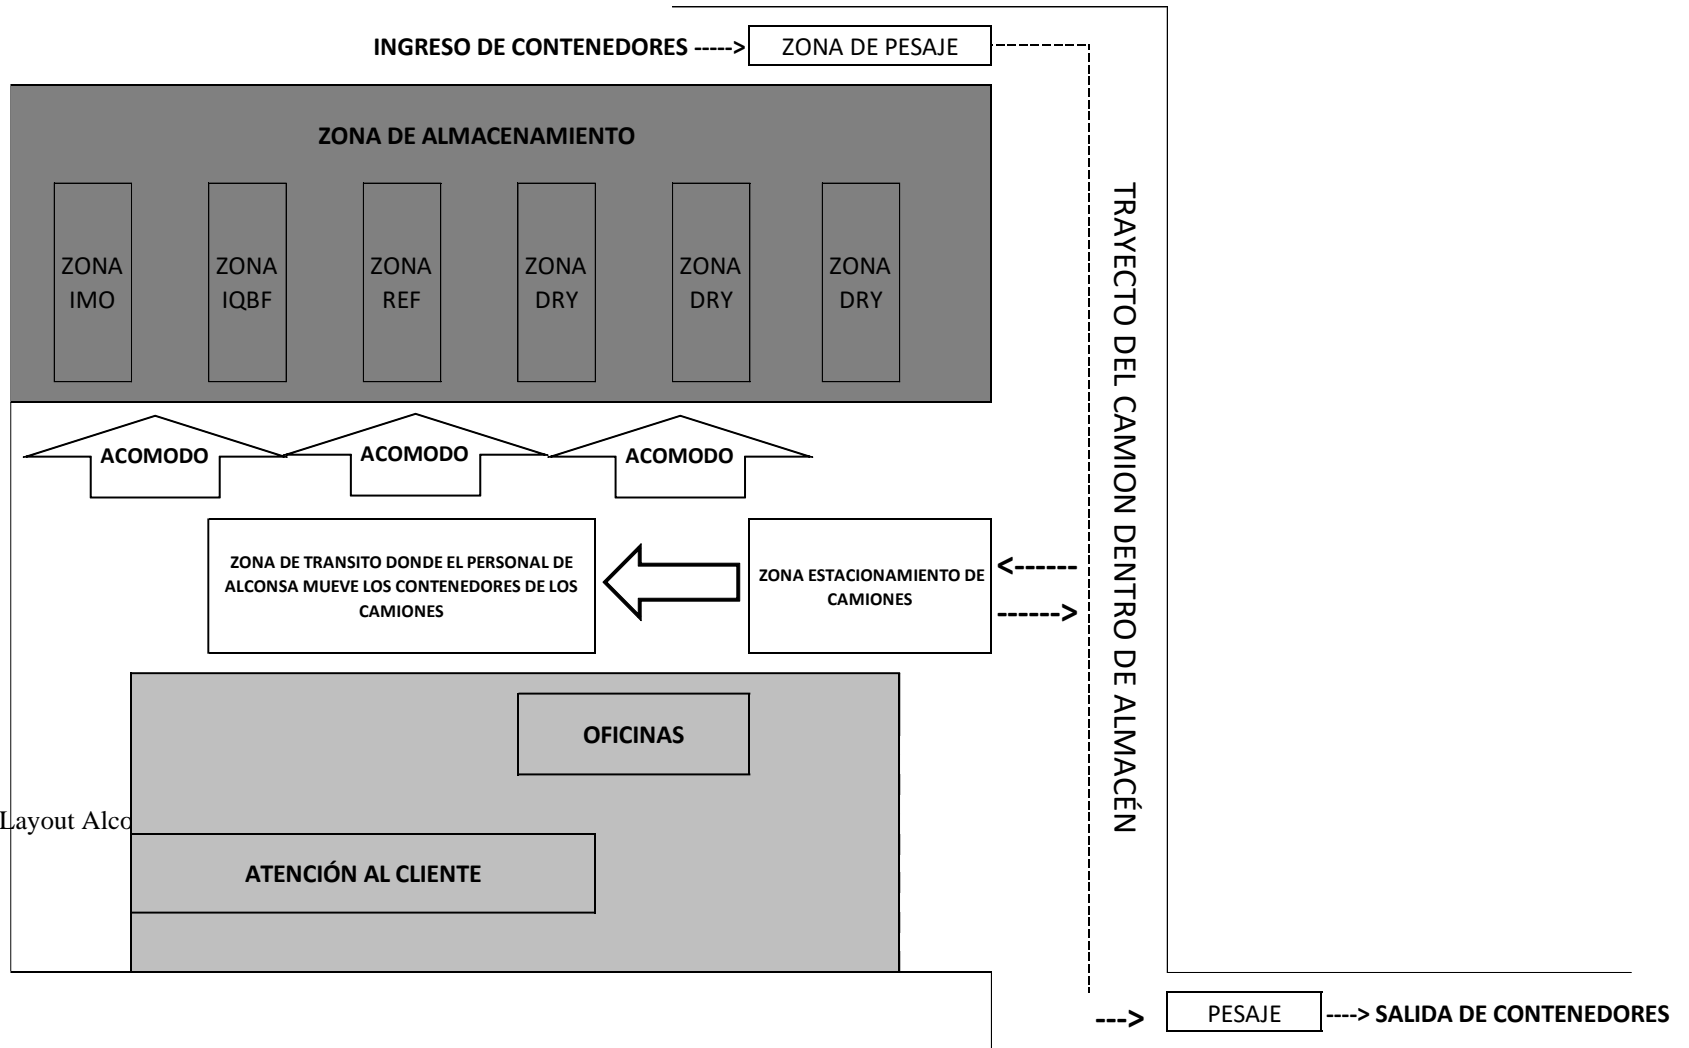 INGRESO DE CONTENEDORES ----->
ZONA DE PESAJE
ZONA DE ALMACENAMIENTO
ZONA
IMO
ZONA
IQBF
ZONA
REF
ZONA
DRY
ZONA
DRY
ZONA
DRY
TRAYECTO DEL CAMION DENTRO DE ALMACÉN
ACOMODO
ACOMODO
ACOMODO
ZONA DE TRANSITO DONDE EL PERSONAL DE
ALCONSA MUEVE LOS CONTENEDORES DE LOS
CAMIONES
ZONA ESTACIONAMIENTO DE
CAMIONES
<------
------>
OFICINAS
Layout Alco
ATENCIÓN AL CLIENTE
--->
PESAJE
----> SALIDA DE CONTENEDORES